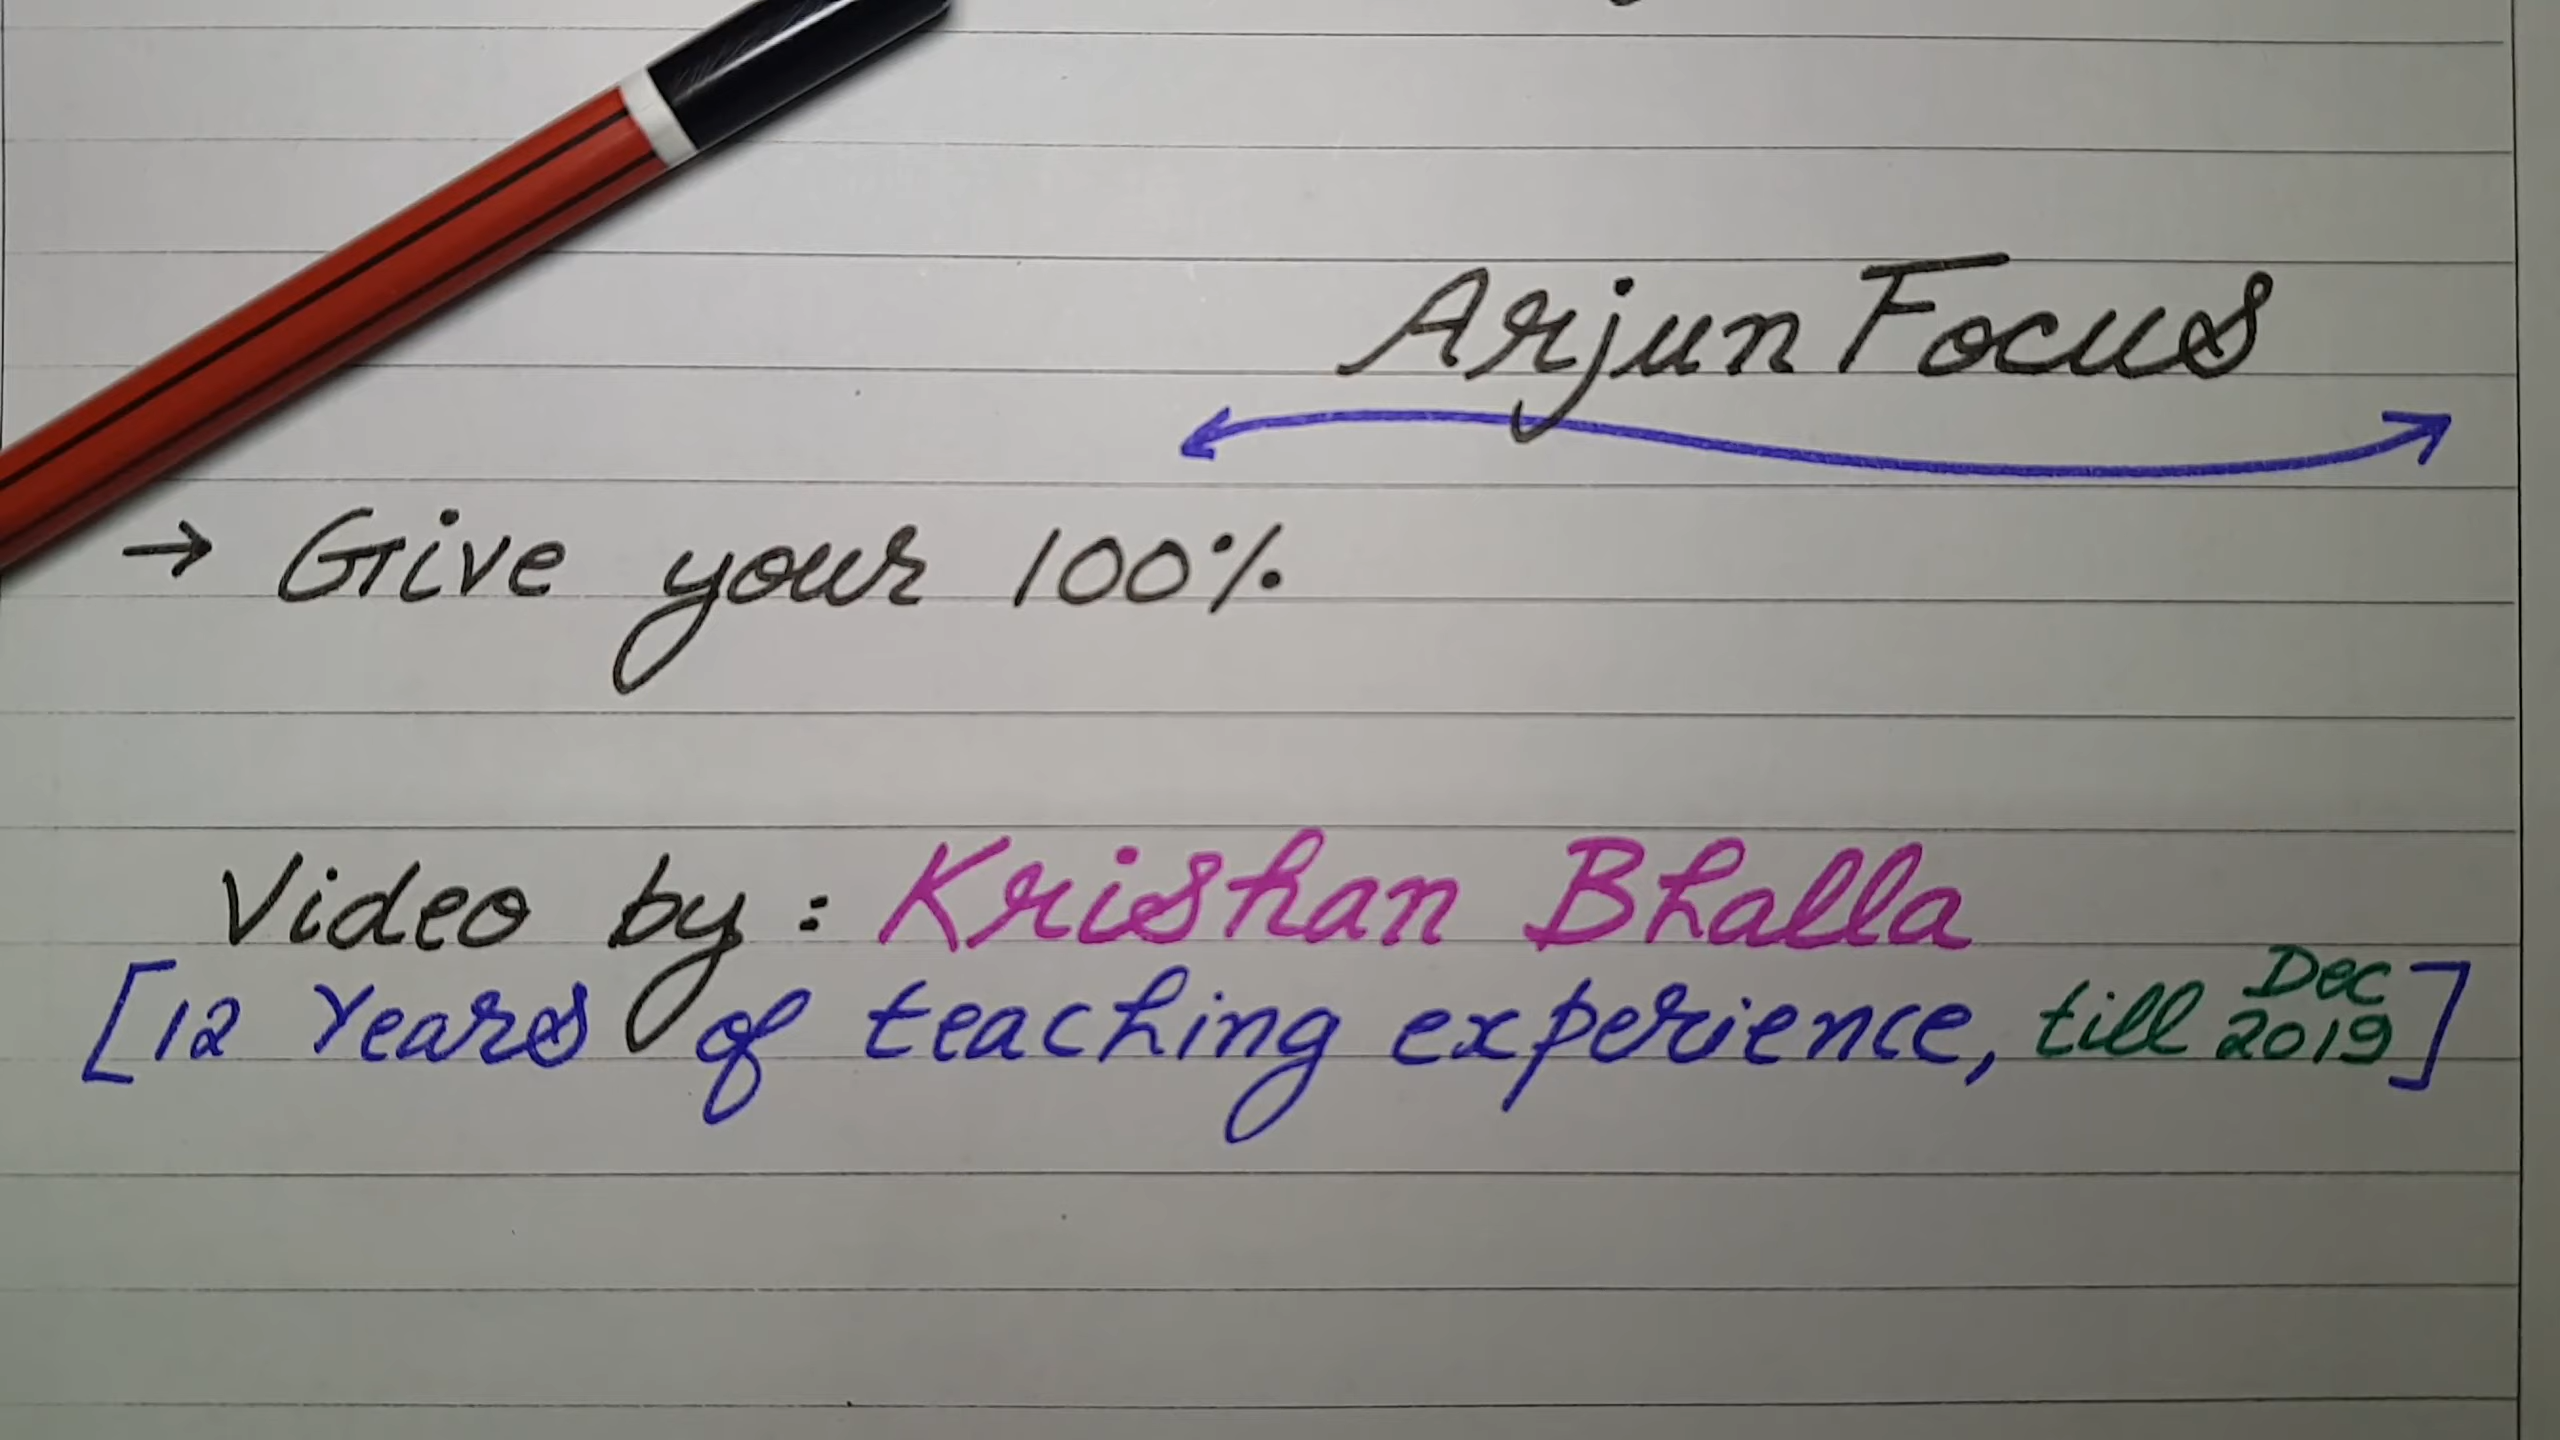 Arjun Focus
→ Give your 100%
Video by : Krishan Bhalla
[12 Years of teaching experience, till Dec 2019]